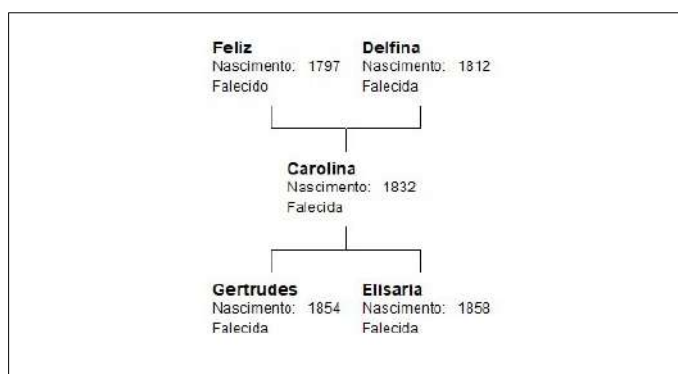 Feliz
Nascimento: 1797
Falecido
Delfina
Nascimento: 1812
Falecida
Carolina
Nascimento: 1832
Falecida
Gertrudes
Nascimento: 1854
Falecida
Elisaria
Nascimento: 1858
Falecida